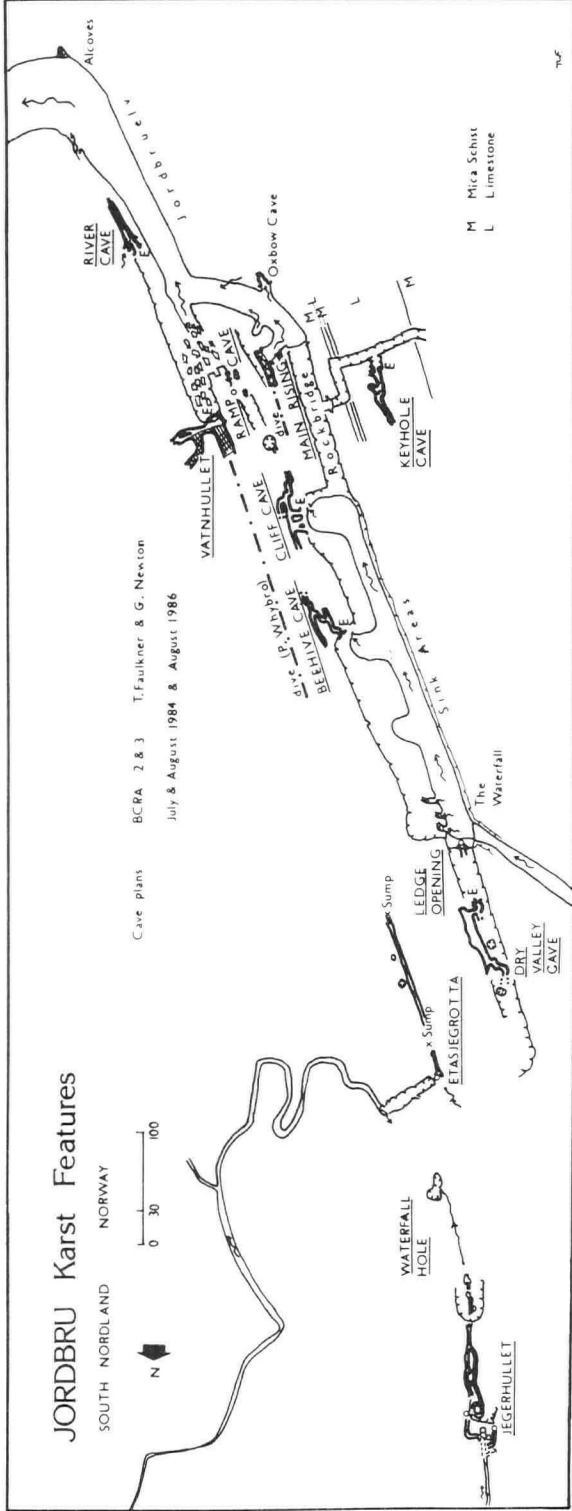 JORDBRU Karst Features
SOUTH NORDLAND NORWAY
N
0 30 100
Cave plans BCRA 2 & 3 T.Faulkner & G. Newton
July & August 1984 & August 1986
JEGERHULLET
WATERFALL
HOLE
ETASJEGROTTA
x Sump
x Sump
DRY
VALLEY
CAVE
E
LEDGE
OPENING
The
Waterfall
Sink Areas
BEEHIVE CAVE
E
dive (P. Whybro)
CLIFF CAVE
E
VATNHULLET
E
RAMP CAVE
dive
MAIN RISING
Rockbridge
KEYHOLE
CAVE
E
M
L
M
L
M
Oxbow Cave
RIVER
CAVE
E
Jordbruelv
Alcoves
M Mica Schist
L Limestone